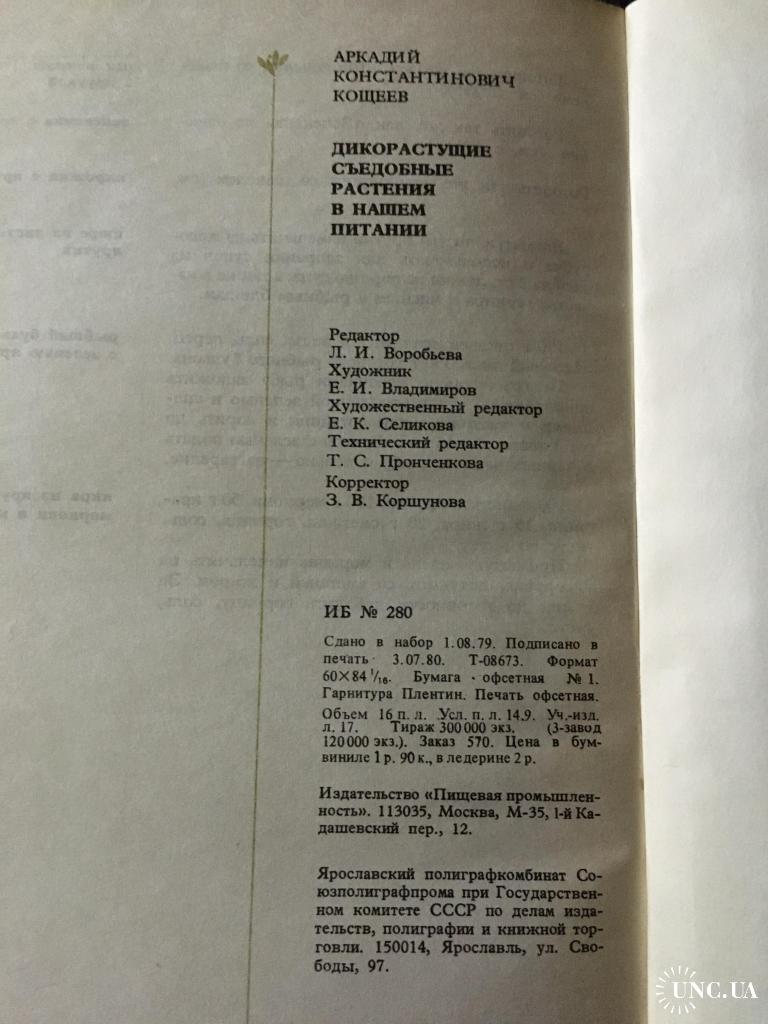 АРКАДИЙ
КОНСТАНТИНОВИЧ
КОЩЕЕВ
ДИКОРАСТУЩИЕ
СЪЕДОБНЫЕ
РАСТЕНИЯ
В НАШЕМ
ПИТАНИИ
Редактор
Л. И. Воробьева
Художник
Е. И. Владимиров
Художественный редактор
Е. К. Селикова
Технический редактор
Т. С. Пронченкова
Корректор
З. В. Коршунова
ИБ № 280
Сдано в набор 1.08.79. Подписано в
печать 3.07.80. Т-08673. Формат
60×84 1/16. Бумага офсетная № 1.
Гарнитура Плентин. Печать офсетная.
Объем 16 п. л. Усл. п. л. 14.9. Уч.-изд.
л. 17. Тираж 300 000 экз. (3-завод
120 000 экз.). Заказ 570. Цена в бум-
виниле 1 р. 90 к., в ледерине 2 р.
Издательство «Пищевая промышлен-
ность». 113035, Москва, М-35, 1-й Ка-
дашевский пер., 12.
Ярославский полиграфкомбинат Со-
юзполиграфпрома при Государствен-
ном комитете СССР по делам изда-
тельств, полиграфии и книжной тор-
говли. 150014, Ярославль, ул. Сво-
боды, 97.
UNC.UA